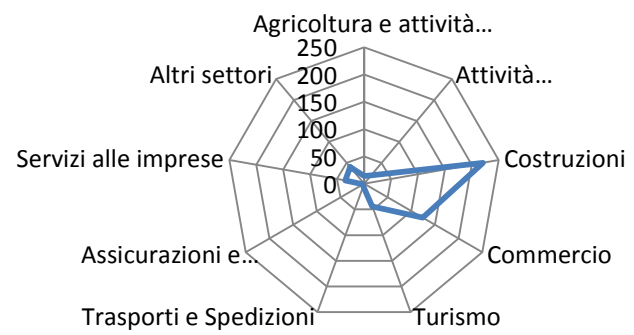 Agricoltura e attività...
250
200
150
100
50
0
Altri settori
Attività...
Servizi alle imprese
Costruzioni
Assicurazioni e...
Commercio
Trasporti e Spedizioni
Turismo